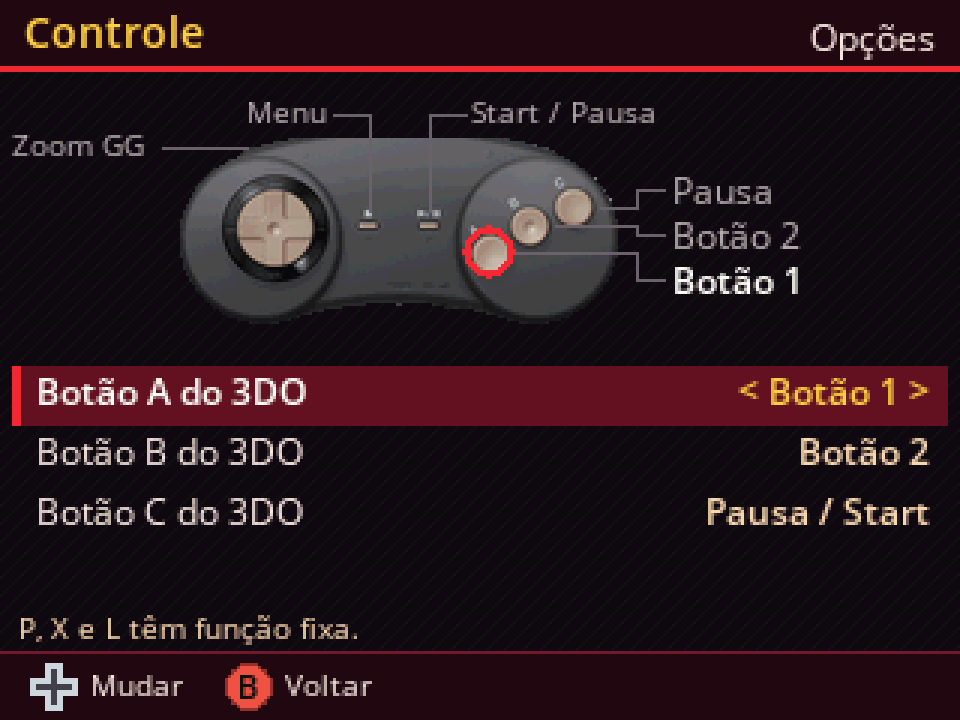 Controle
Opções
Menu
Start / Pausa
Zoom GG
Pausa
Botão 2
Botão 1
Botão A do 3DO < Botão 1 >
Botão B do 3DO Botão 2
Botão C do 3DO Pausa / Start
P, X e L têm função fixa.
Mudar B Voltar